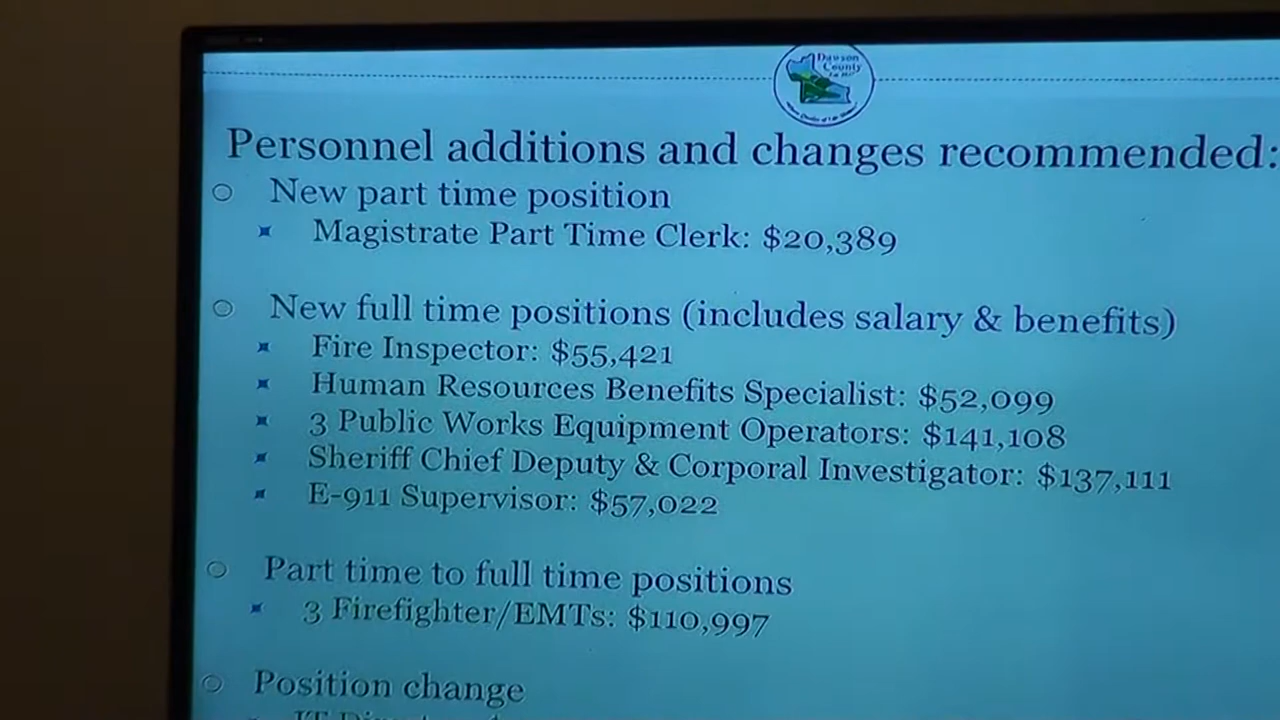 Dawson
County
Personnel additions and changes recommended:
New part time position
Magistrate Part Time Clerk: $20,389
New full time positions (includes salary & benefits)
Fire Inspector: $55,421
Human Resources Benefits Specialist: $52,099
3 Public Works Equipment Operators: $141,108
Sheriff Chief Deputy & Corporal Investigator: $137,111
E-911 Supervisor: $57,022
Part time to full time positions
3 Firefighter/EMTs: $110,997
Position change